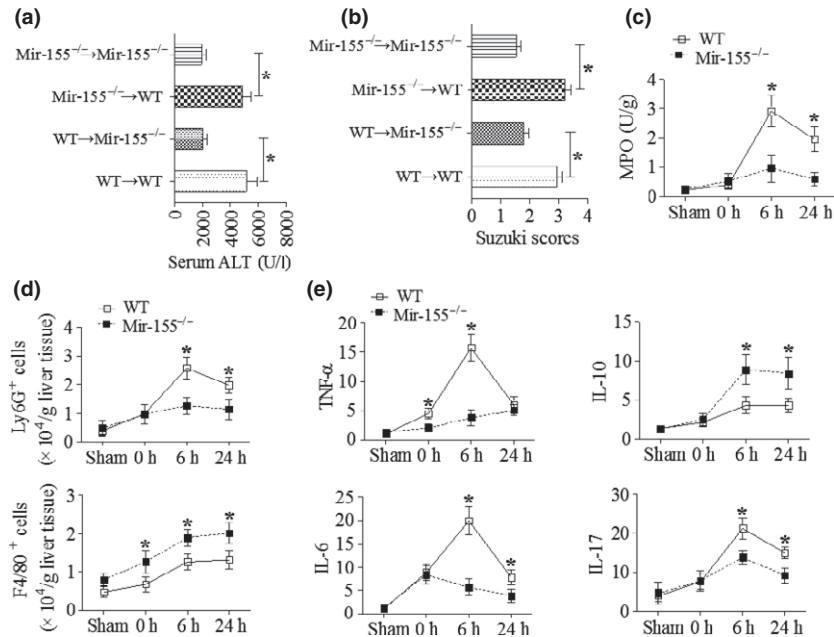 (a)
Mir-155⁻/⁻→Mir-155⁻/⁻
Mir-155⁻/⁻→WT
WT→Mir-155⁻/⁻
WT→WT
*
*
0
2000
4000
6000
8000
Serum ALT (U/l)
(b)
Mir-155⁻/⁻→Mir-155⁻/⁻
Mir-155⁻/⁻→WT
WT→Mir-155⁻/⁻
WT→WT
*
*
0 1 2 3 4
Suzuki scores
(c)
WT
Mir-155⁻/⁻
MPO (U/g)
4
3
2
1
0
* *
Sham 0 h 6 h 24 h
(d)
WT
Mir-155⁻/⁻
Ly6G⁺ cells
(× 10⁴/g liver tissue)
4
3
2
1
0
* *
Sham 0 h 6 h 24 h
F4/80⁺ cells
(× 10⁴/g liver tissue)
3
2
1
0
* * *
Sham 0 h 6 h 24 h
(e)
WT
Mir-155⁻/⁻
TNF-α
20
15
10
5
0
* *
Sham 0 h 6 h 24 h
IL-10
15
10
5
0
* *
Sham 0 h 6 h 24 h
IL-6
25
20
15
10
5
0
* *
Sham 0 h 6 h 24 h
IL-17
30
20
10
0
* *
Sham 0 h 6 h 24 h